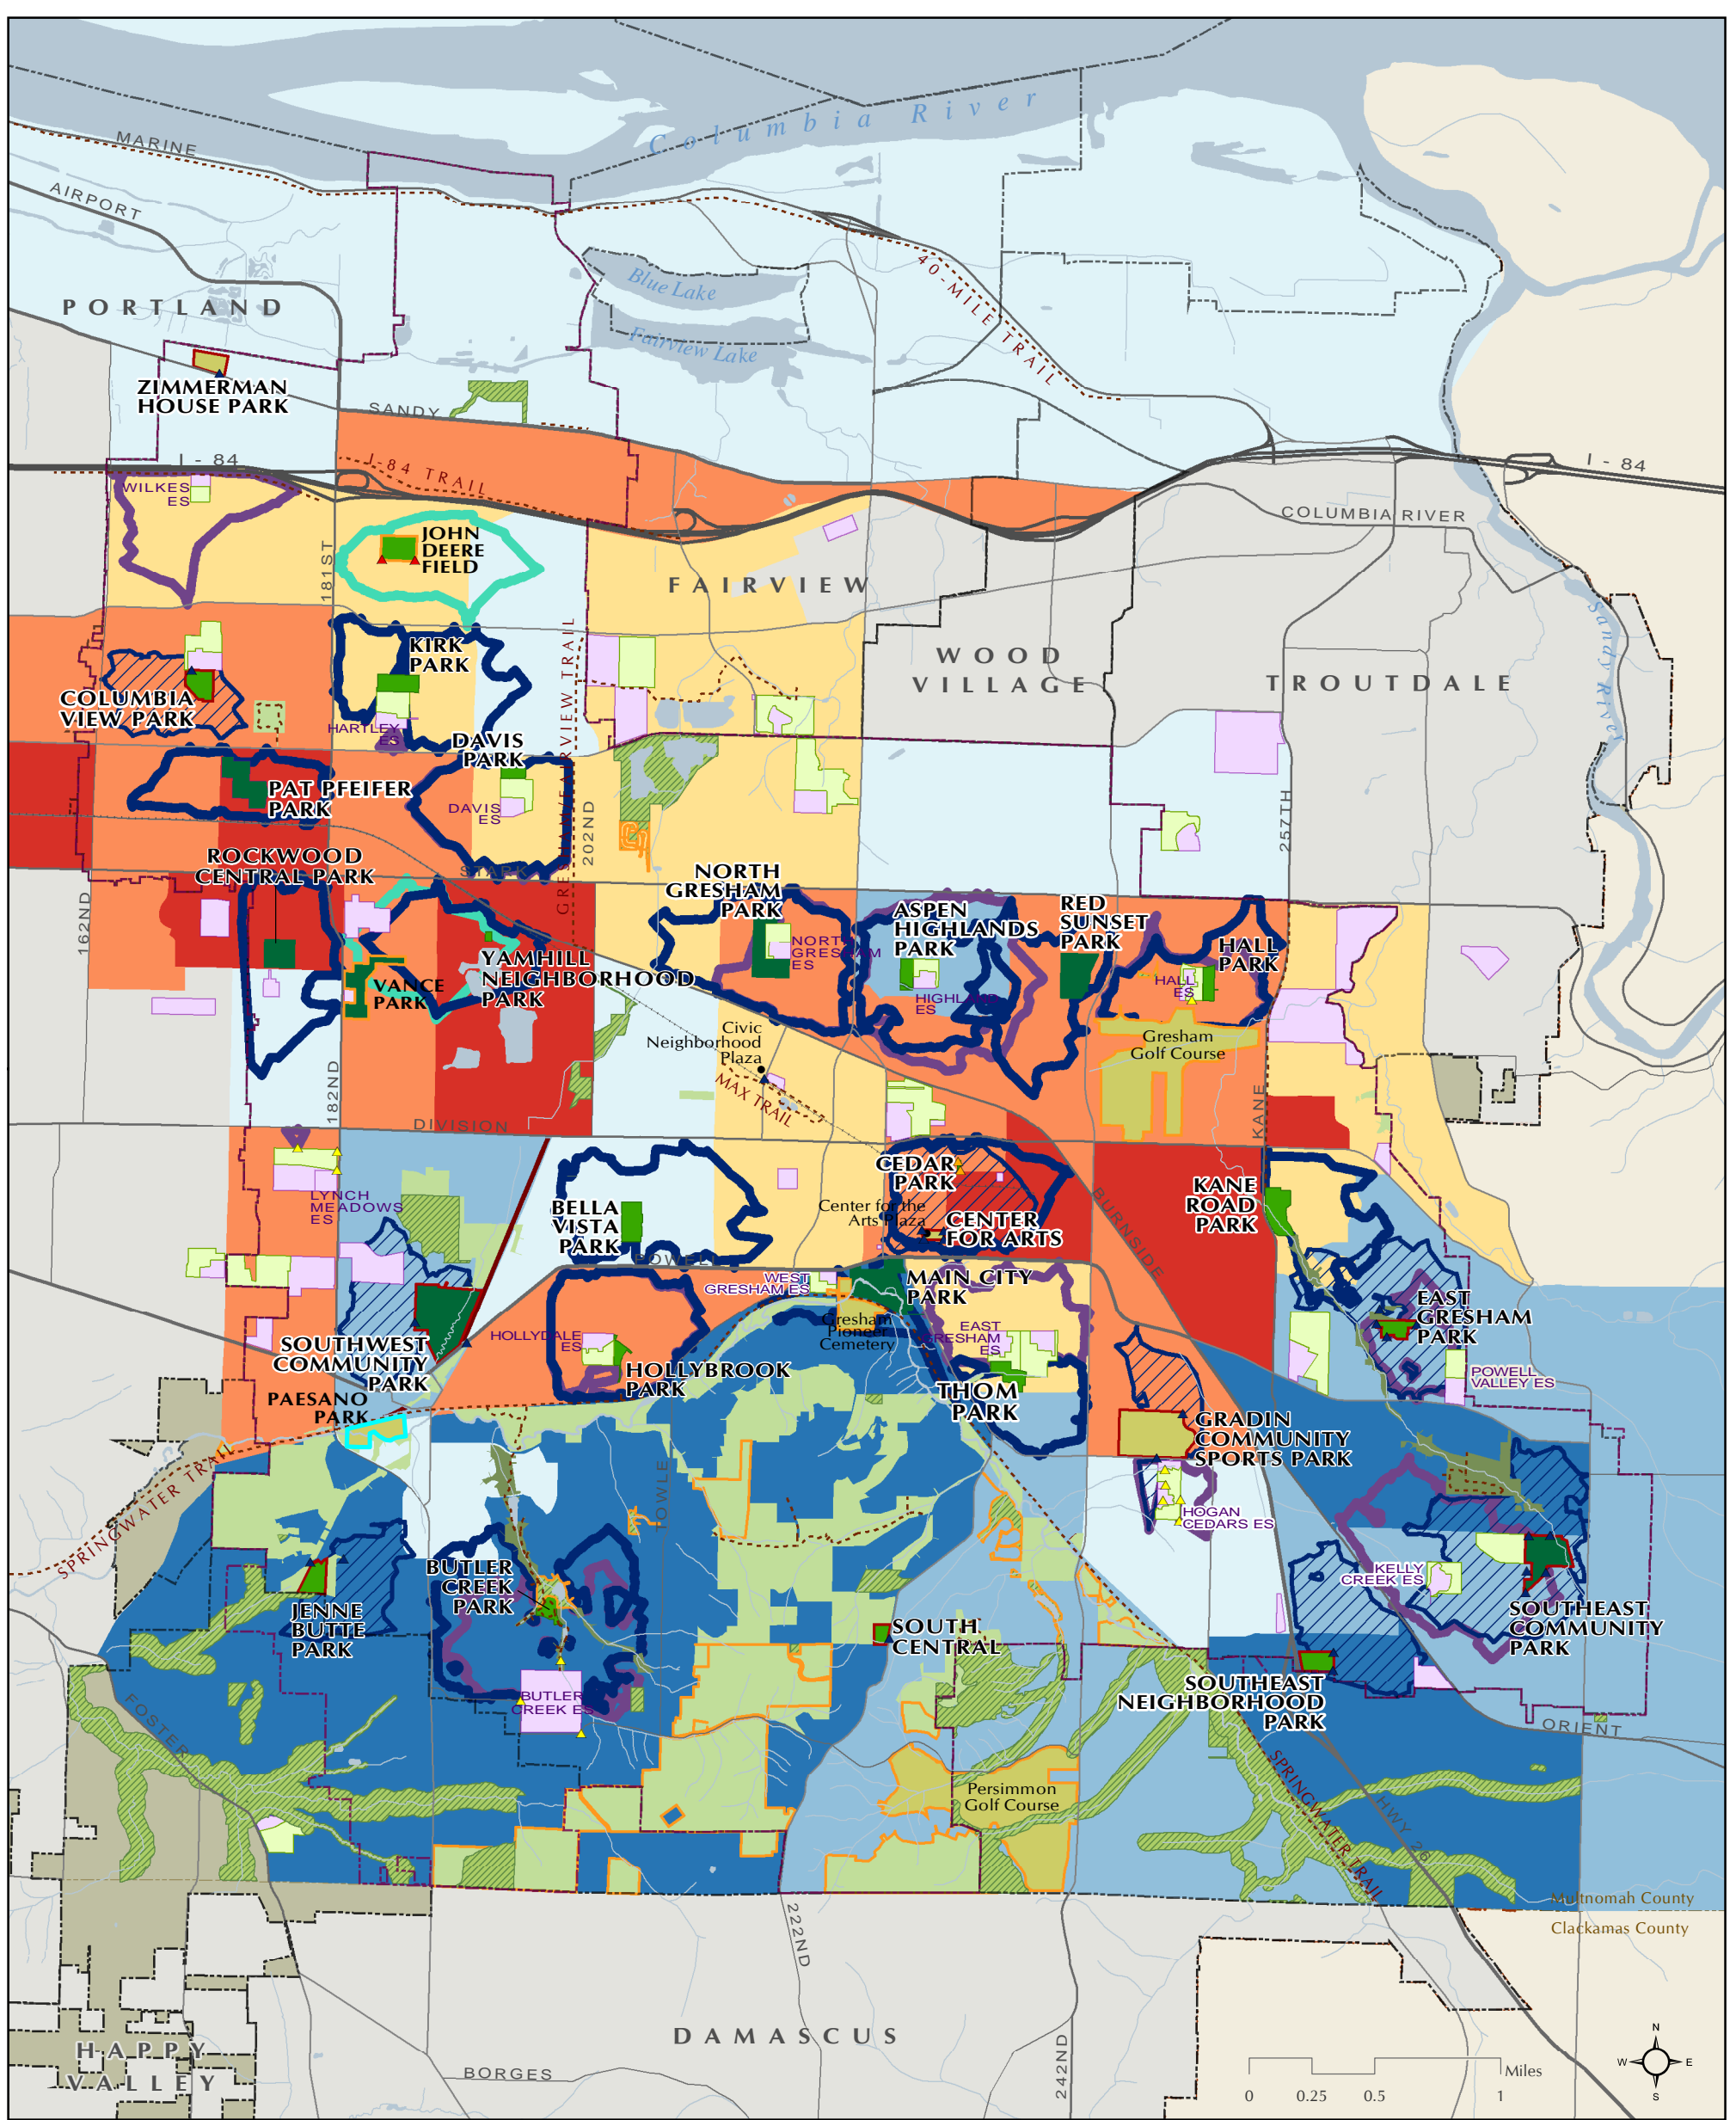 Columbia River
MARINE
AIRPORT
40-MILE TRAIL
Blue Lake
PORTLAND
Fairview Lake
ZIMMERMAN
HOUSE PARK
SANDY
I - 84
I-84 TRAIL
I - 84
WILKES
ES
COLUMBIA RIVER
181ST
JOHN
DEERE
FIELD
FAIRVIEW
Sandy River
KIRK
PARK
WOOD
VILLAGE
TROUTDALE
COLUMBIA
VIEW PARK
GRESHAM/FAIRVIEW TRAIL
HARTLEY
ES
DAVIS
PARK
PAT PFEIFER
PARK
DAVIS
ES
202ND
257TH
ROCKWOOD
CENTRAL PARK
STARK
162ND
NORTH
GRESHAM
PARK
ASPEN
HIGHLANDS
PARK
RED
SUNSET
PARK
HALL
PARK
NORTH
GRESHAM
ES
YAMHILL
NEIGHBORHOOD
PARK
VANCE
PARK
HIGHLAND
ES
HALL
ES
Civic
Neighborhood
Plaza
Gresham
Golf Course
MAX TRAIL
182ND
KANE
DIVISION
CEDAR
PARK
LYNCH
MEADOWS
ES
BELLA
VISTA
PARK
Center for the
Arts Plaza
CENTER
FOR ARTS
BURNSIDE
KANE
ROAD
PARK
POWELL
WEST
GRESHAM ES
MAIN CITY
PARK
EAST
GRESHAM
PARK
Gresham
Pioneer
Cemetery
EAST
GRESHAM
ES
HOLLYDALE
ES
SOUTHWEST
COMMUNITY
PARK
HOLLYBROOK
PARK
POWELL
VALLEY ES
THOM
PARK
PAESANO
PARK
GRADIN
COMMUNITY
SPORTS PARK
SPRINGWATER TRAIL
TOWLE
HOGAN
CEDARS ES
BUTLER
CREEK
PARK
KELLY
CREEK ES
JENNE
BUTTE
PARK
SOUTH
CENTRAL
SOUTHEAST
COMMUNITY
PARK
SOUTHEAST
NEIGHBORHOOD
PARK
BUTLER
CREEK ES
FOSTER
ORIENT
SPRINGWATER TRAIL
Persimmon
Golf Course
HWY 26
Multnomah County
Clackamas County
222ND
DAMASCUS
HAPPY
VALLEY
BORGES
242ND
N
W
E
S
Miles
0
0.25
0.5
1